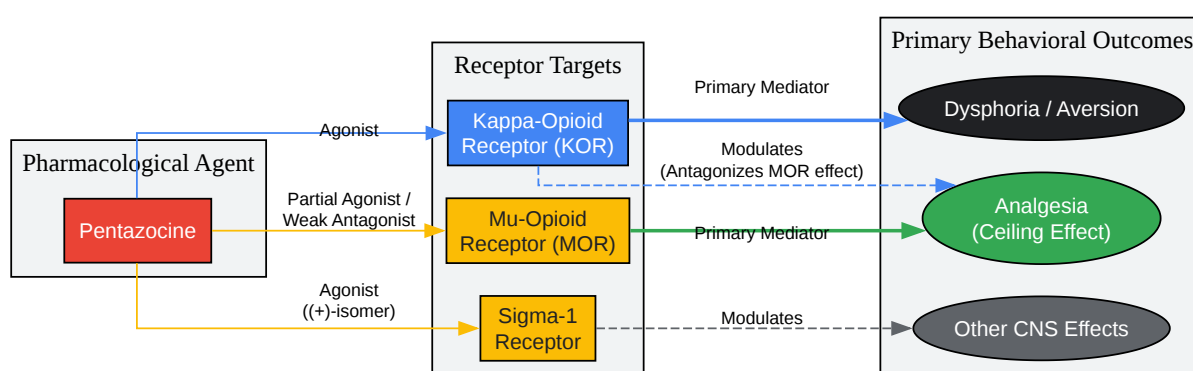 Primary Behavioral Outcomes
Receptor Targets
Pharmacological Agent
Pentazocine
Agonist
Partial Agonist /
Weak Antagonist
Agonist
((+)-isomer)
Kappa-Opioid
Receptor (KOR)
Mu-Opioid
Receptor (MOR)
Sigma-1
Receptor
Primary Mediator
Modulates
(Antagonizes MOR effect)
Primary Mediator
Modulates
Dysphoria / Aversion
Analgesia
(Ceiling Effect)
Other CNS Effects